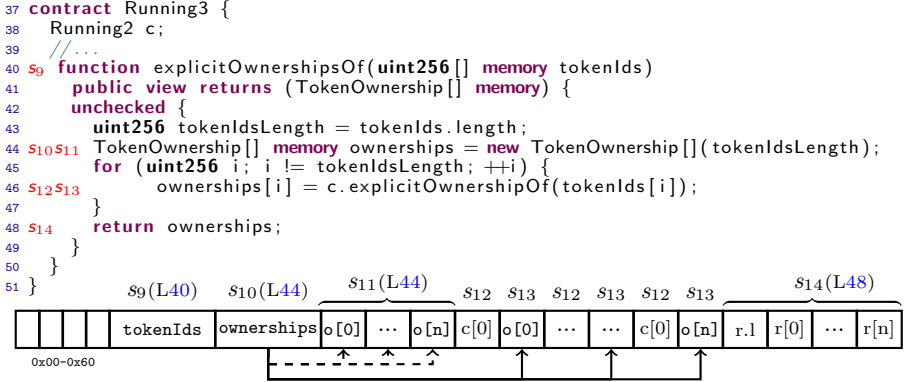 37 contract Running3 {
38 Running2 c;
39 //...
40 s9 function explicitOwnershipsOf(uint256[] memory tokenIds)
41 public view returns (TokenOwnership[] memory) {
42 unchecked {
43 uint256 tokenIdsLength = tokenIds.length;
44 s10s11 TokenOwnership[] memory ownerships = new TokenOwnership[](tokenIdsLength);
45 for (uint256 i; i != tokenIdsLength; ++i) {
46 s12s13 ownerships[i] = c.explicitOwnershipOf(tokenIds[i]);
47 }
48 s14 return ownerships;
49 }
50 }
51 }
s9(L40) s10(L44) s11(L44) s12 s13 s12 s13 s12 s13 s14(L48)
tokenIds ownerships o[0] ... o[n] c[0] o[0] ... ... c[0] o[n] r.l r[0] ... r[n]
0x00-0x60